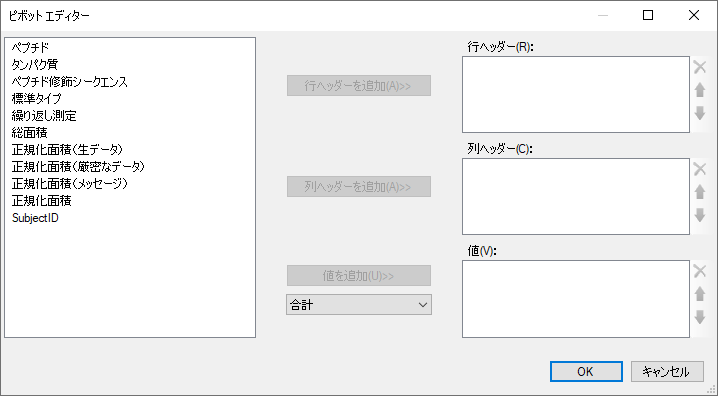 ピボット エディター
ペプチド
タンパク質
ペプチド修飾シークエンス
標準タイプ
繰り返し測定
総面積
正規化面積(生データ)
正規化面積(厳密なデータ)
正規化面積(メッセージ)
正規化面積
SubjectID
行ヘッダーを追加(A)>>
列ヘッダーを追加(A)>>
値を追加(U)>>
合計
行ヘッダー(R):
列ヘッダー(C):
値(V):
OK
キャンセル